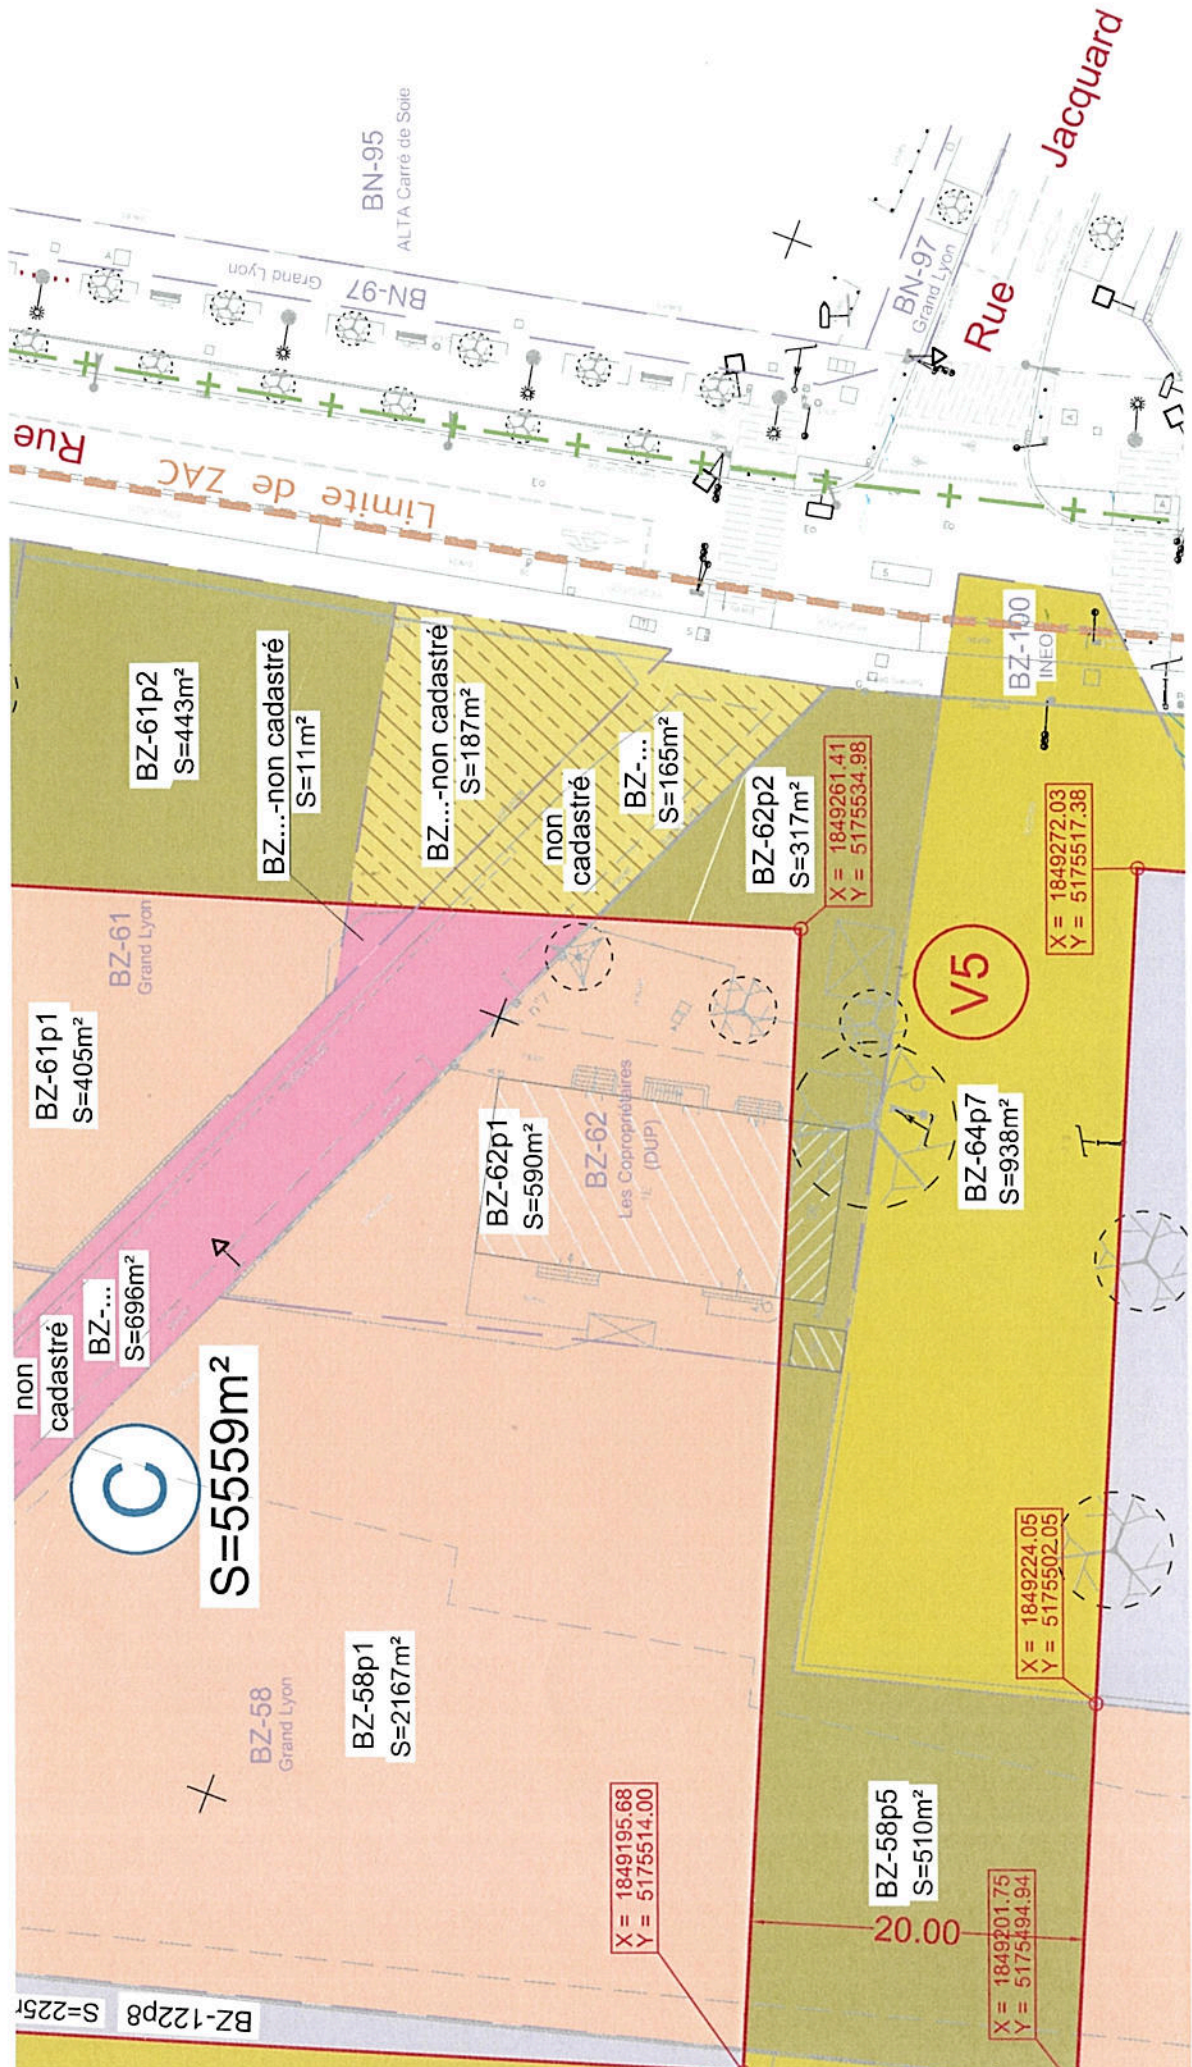 Rue
Limite de ZAC
BN-97
Grand Lyon
BN-95
ALTA Carré de Soie
BN-97
Grand Lyon
Rue
Jacquard
BZ-61p2
S=443m²
BZ...-non cadastré
S=11m²
BZ...-non cadastré
S=187m²
non
cadastré
BZ-...
S=165m²
BZ-62p2
S=317m²
X = 1849261.41
Y = 5175534.98
BZ-100
INEO
X = 1849272.03
Y = 5175517.38
V5
BZ-61
Grand Lyon
BZ-61p1
S=405m²
BZ-62p1
S=590m²
BZ-62
Les Copropriétaires
(DUP)
BZ-64p7
S=938m²
non
cadastré
BZ-...
S=696m²
C
S=5559m²
BZ-58
Grand Lyon
BZ-58p1
S=2167m²
X = 1849224.05
Y = 5175502.05
X = 1849195.68
Y = 5175514.00
BZ-58p5
S=510m²
20.00
X = 1849201.75
Y = 5175494.94
BZ-122p8